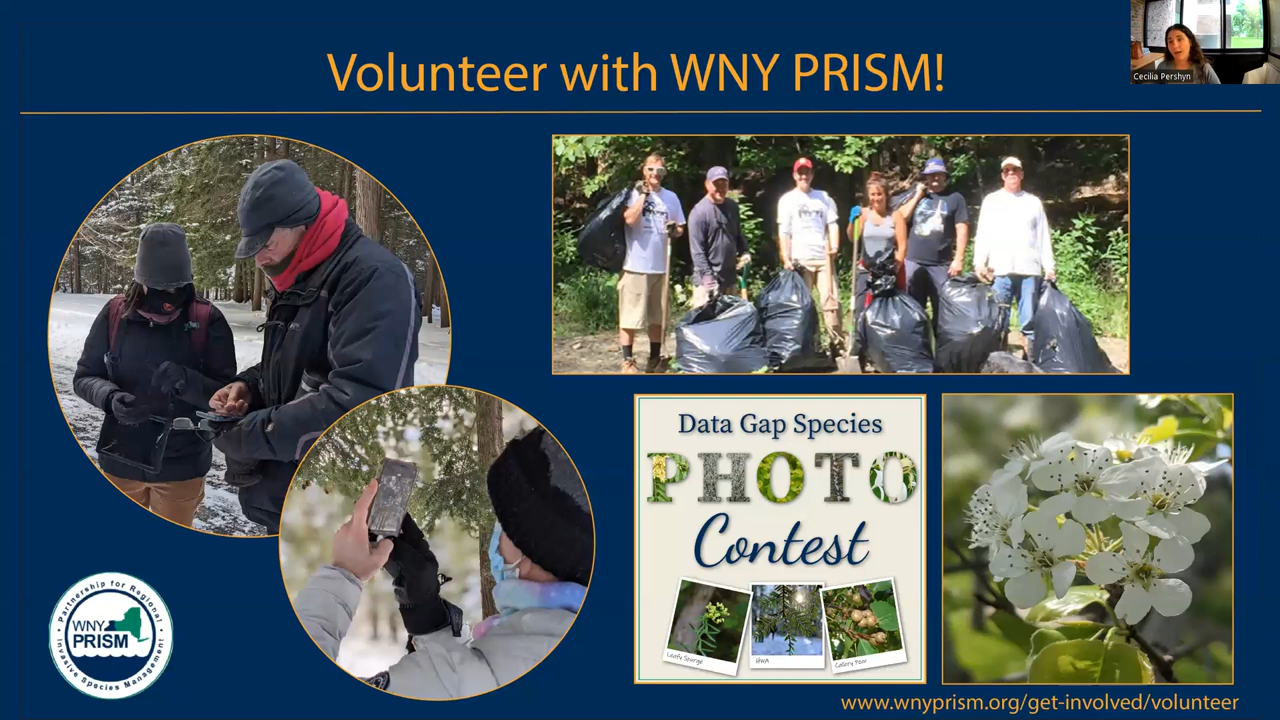 Volunteer with WNY PRISM!
Cecilia Pershyn
Data Gap Species
PHOTO
Contest
Leafy Spurge
HWA
Callery Pear
Partnership for Regional
WNY
PRISM
Invasive Species Management
www.wnyprism.org/get-involved/volunteer